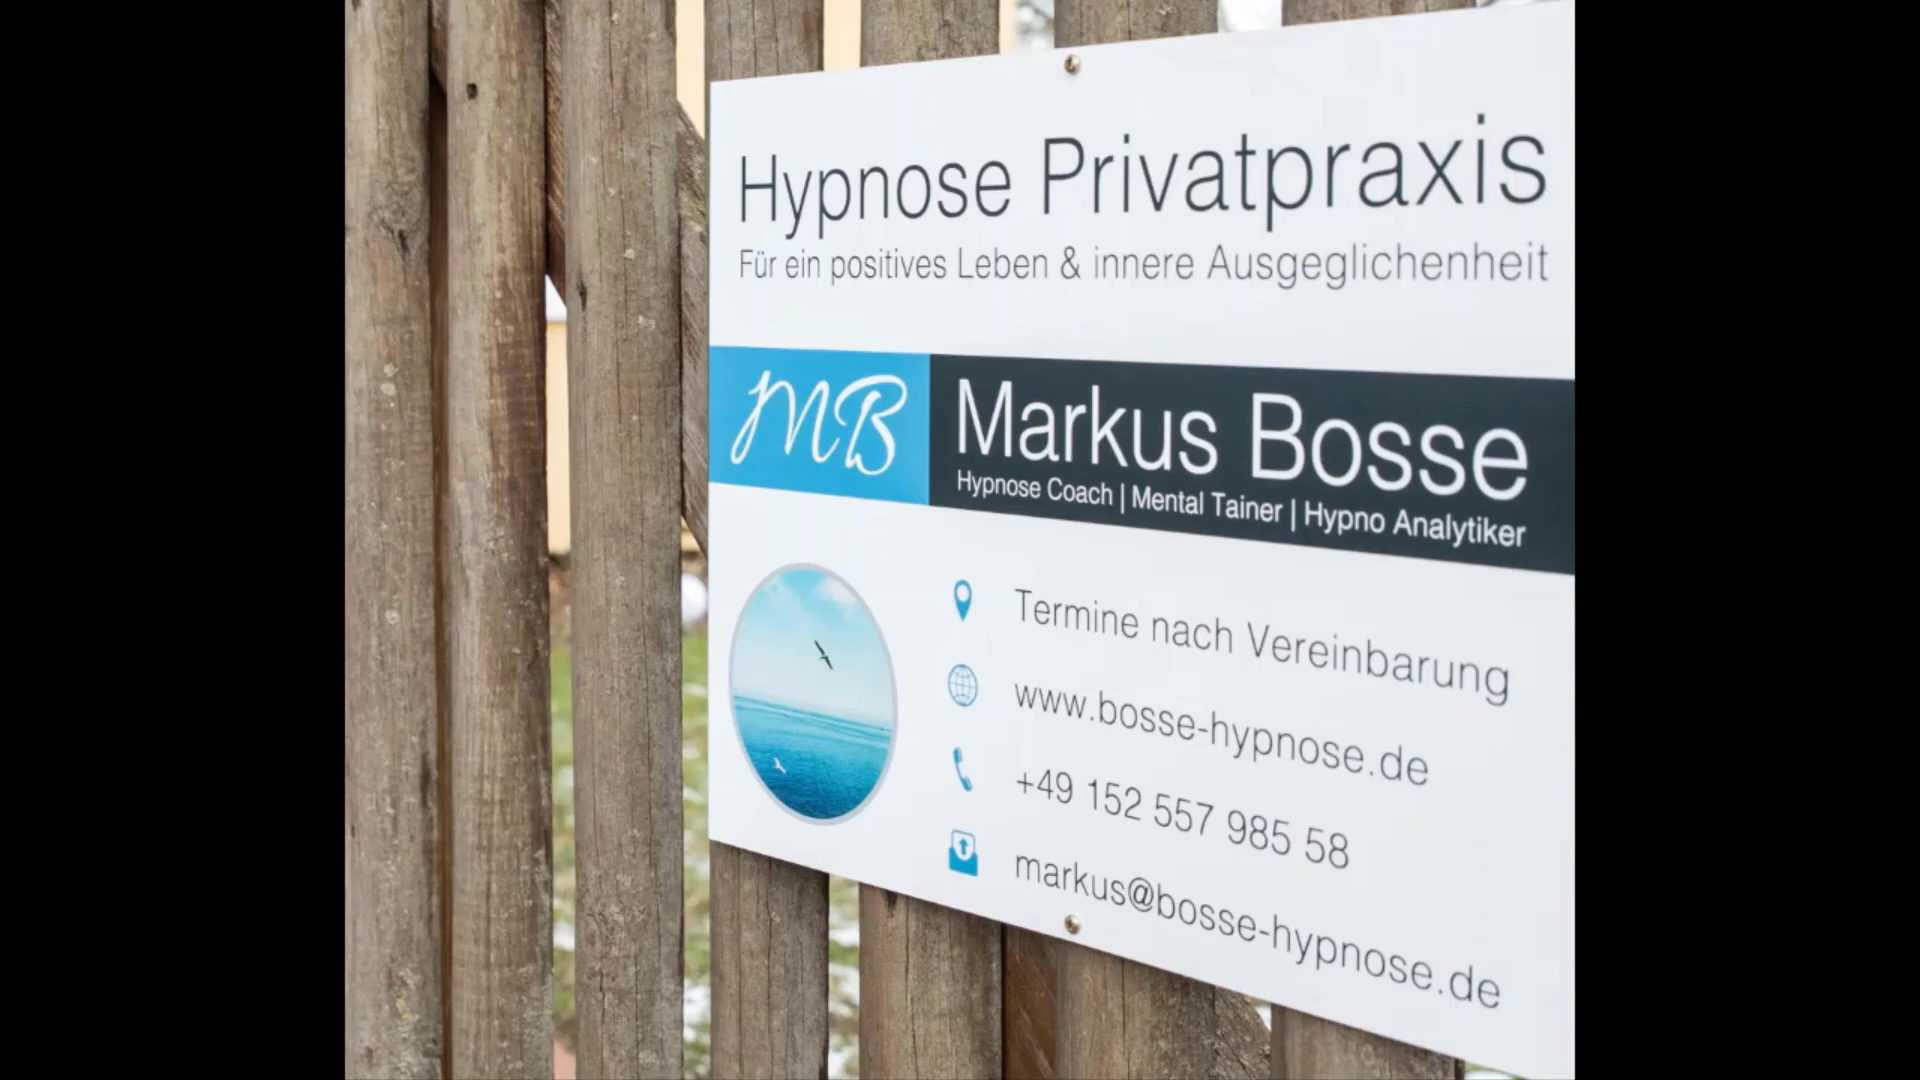 Hypnose Privatpraxis
Für ein positives Leben & innere Ausgeglichenheit
MB
Markus Bosse
Hypnose Coach | Mental Tainer | Hypno Analytiker
Termine nach Vereinbarung
www.bosse-hypnose.de
+49 152 557 985 58
markus@bosse-hypnose.de